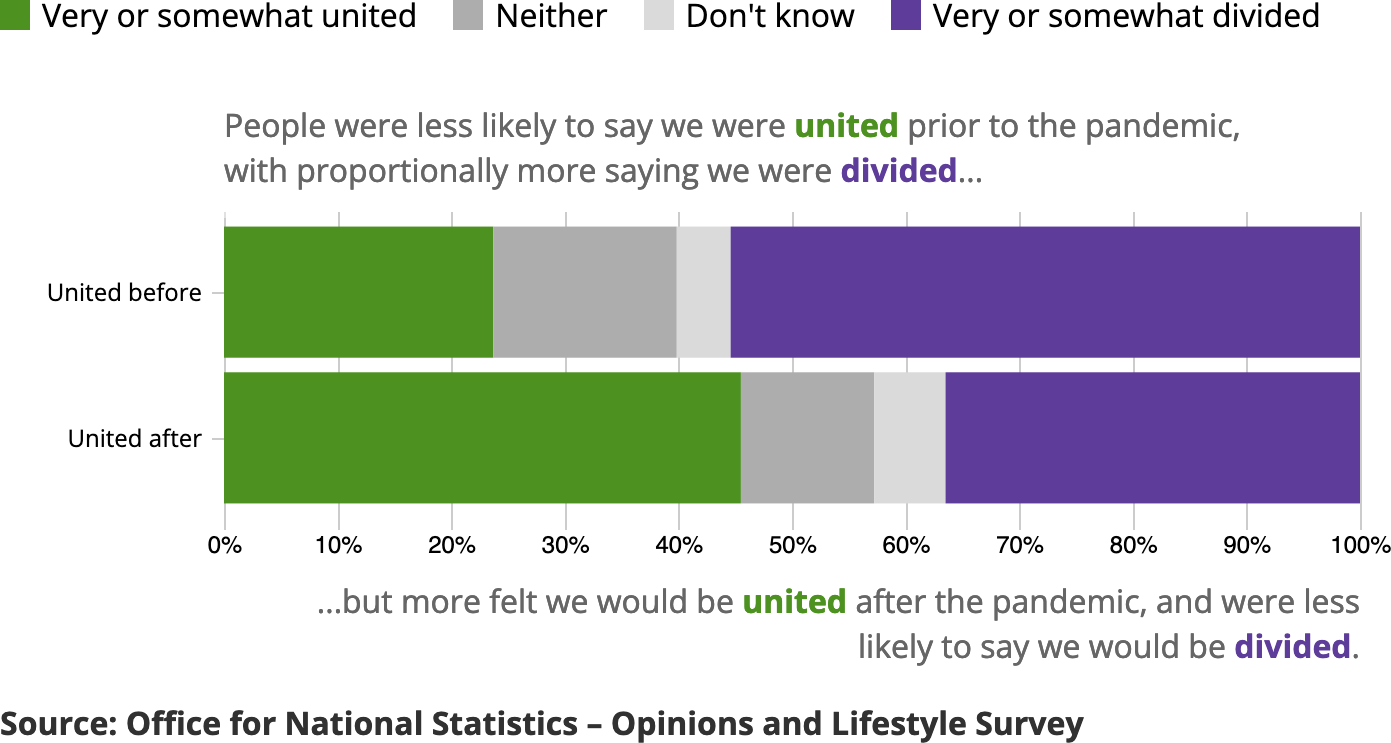 Very or somewhat united Neither Don't know Very or somewhat divided
People were less likely to say we were united prior to the pandemic,
with proportionally more saying we were divided...
United before
United after
0% 10% 20% 30% 40% 50% 60% 70% 80% 90% 100%
...but more felt we would be united after the pandemic, and were less
likely to say we would be divided.
Source: Office for National Statistics – Opinions and Lifestyle Survey